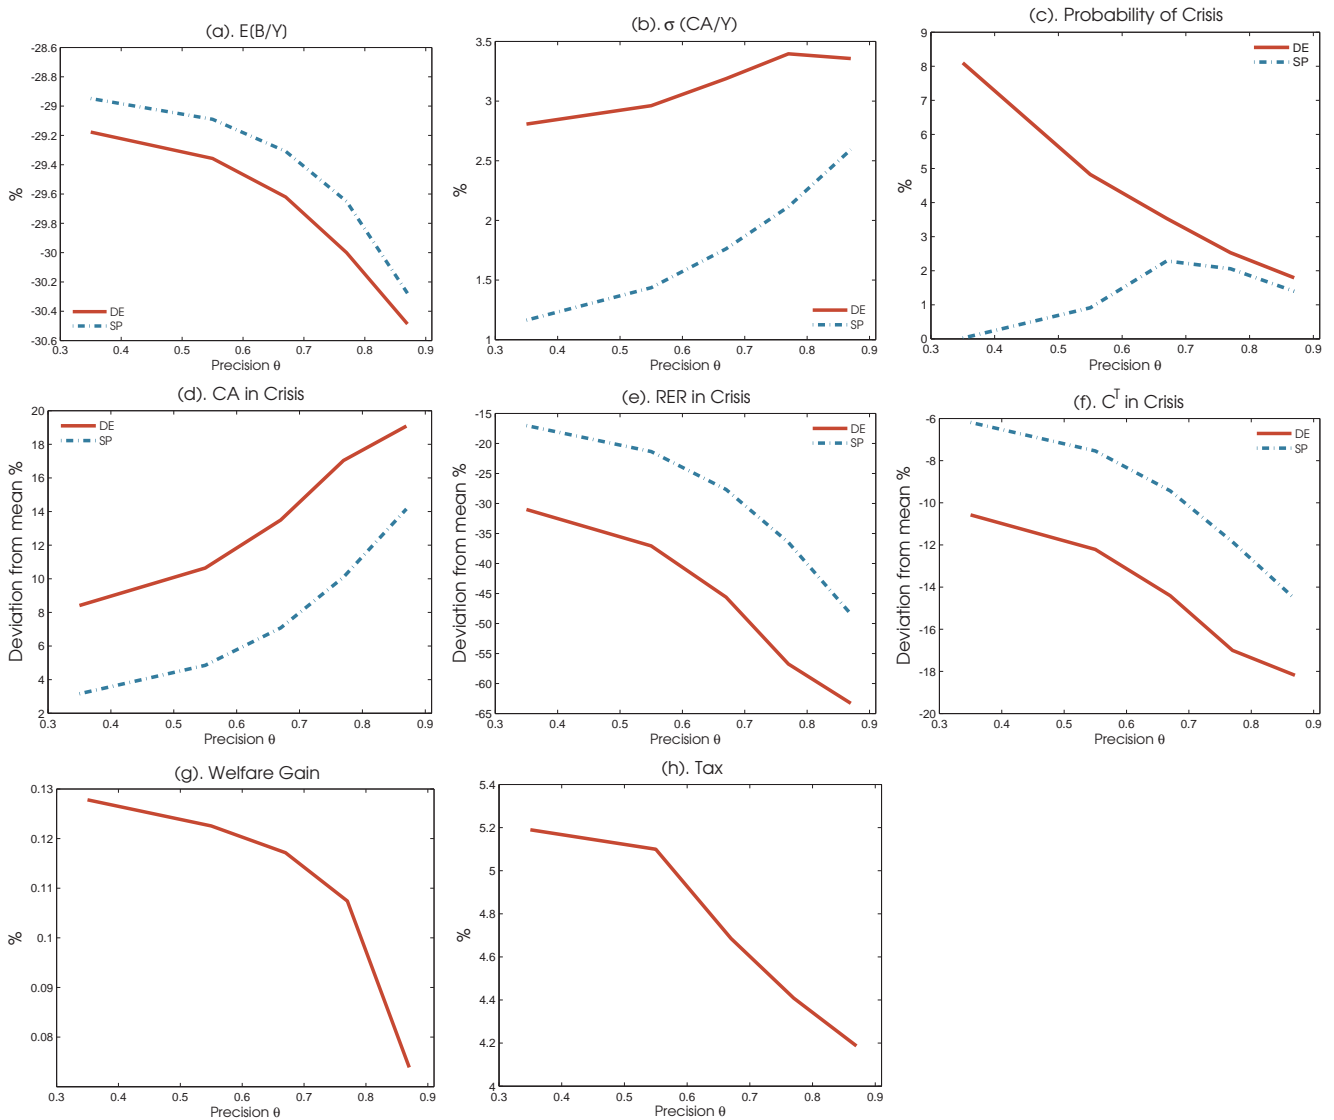 (a). E[B/Y]
-28.6
-28.8
-29
-29.2
-29.4
-29.6
-29.8
-30
-30.2
-30.4
-30.6
%
DE
SP
0.3 0.4 0.5 0.6 0.7 0.8 0.9
Precision θ
(b). σ (CA/Y)
3.5
3
2.5
2
1.5
1
%
DE
SP
0.3 0.4 0.5 0.6 0.7 0.8 0.9
Precision θ
(c). Probability of Crisis
9
8
7
6
5
4
3
2
1
0
%
DE
SP
0.3 0.4 0.5 0.6 0.7 0.8 0.9
Precision θ
(d). CA in Crisis
20
18
16
14
12
10
8
6
4
2
Deviation from mean %
DE
SP
0.3 0.4 0.5 0.6 0.7 0.8 0.9
Precision θ
(e). RER in Crisis
-15
-20
-25
-30
-35
-40
-45
-50
-55
-60
-65
Deviation from mean %
DE
SP
0.3 0.4 0.5 0.6 0.7 0.8 0.9
Precision θ
(f). C^T in Crisis
-6
-8
-10
-12
-14
-16
-18
-20
Deviation from mean %
DE
SP
0.3 0.4 0.5 0.6 0.7 0.8 0.9
Precision θ
(g). Welfare Gain
0.13
0.12
0.11
0.1
0.09
0.08
%
0.3 0.4 0.5 0.6 0.7 0.8 0.9
Precision θ
(h). Tax
5.4
5.2
5
4.8
4.6
4.4
4.2
4
%
0.3 0.4 0.5 0.6 0.7 0.8 0.9
Precision θ